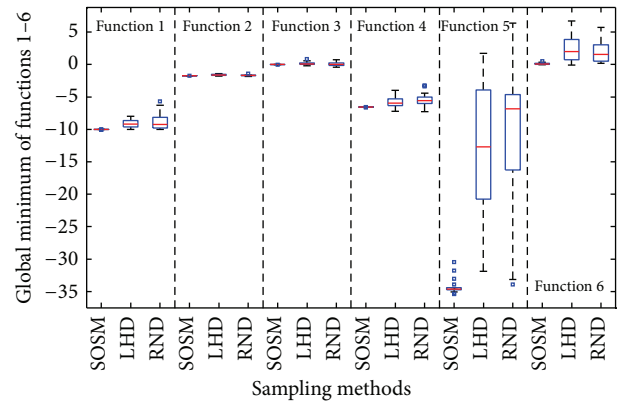 Function 1 Function 2 Function 3 Function 4 Function 5
5
0
−5
−10
−15
−20
−25
−30
−35
Global minimum of functions 1–6
Function 6
SOSM LHD RND SOSM LHD RND SOSM LHD RND SOSM LHD RND SOSM LHD RND SOSM LHD RND
Sampling methods